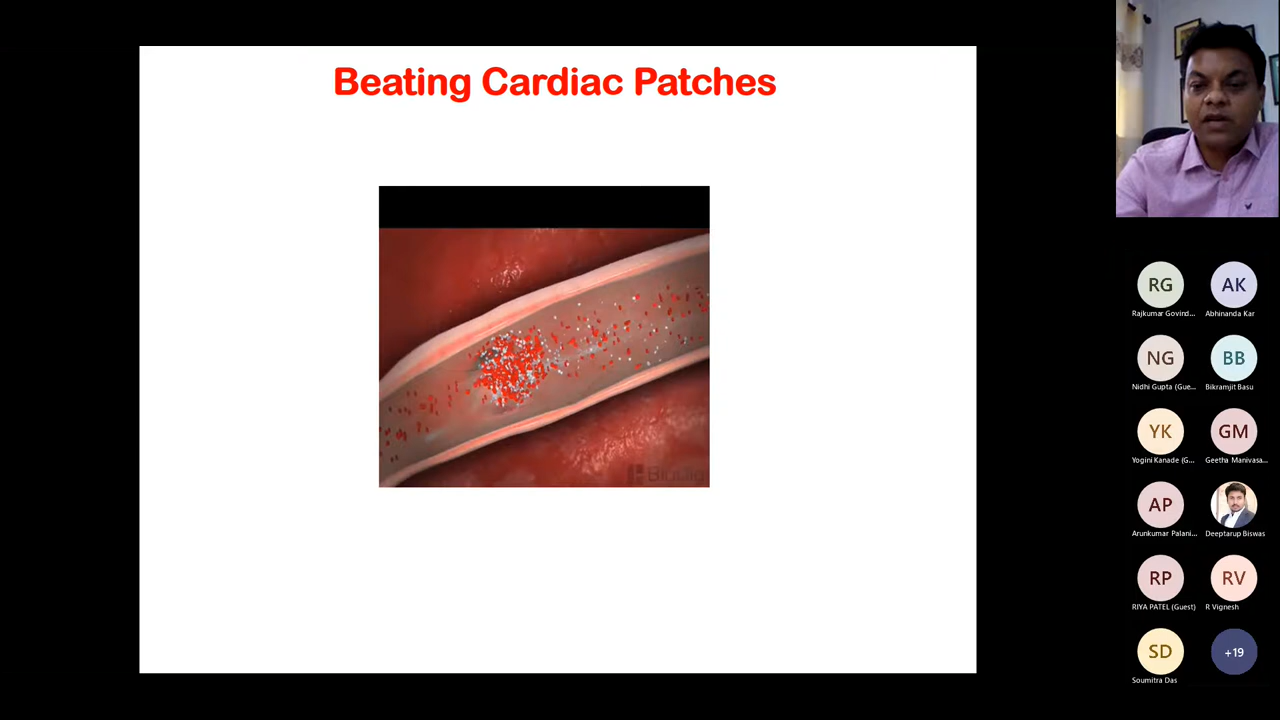 Beating Cardiac Patches
RG
AK
Rajkumar Govind...
Abhinanda Kar
NG
BB
Nidhi Gupta (Gue...
Bikramjit Basu
YK
GM
Yogini Kanade (G...
Geetha Manivasa...
AP
Arunkumar Palani...
Deeptarup Biswas
RP
RV
RIYA PATEL (Guest)
R Vignesh
SD
+19
Soumitra Das